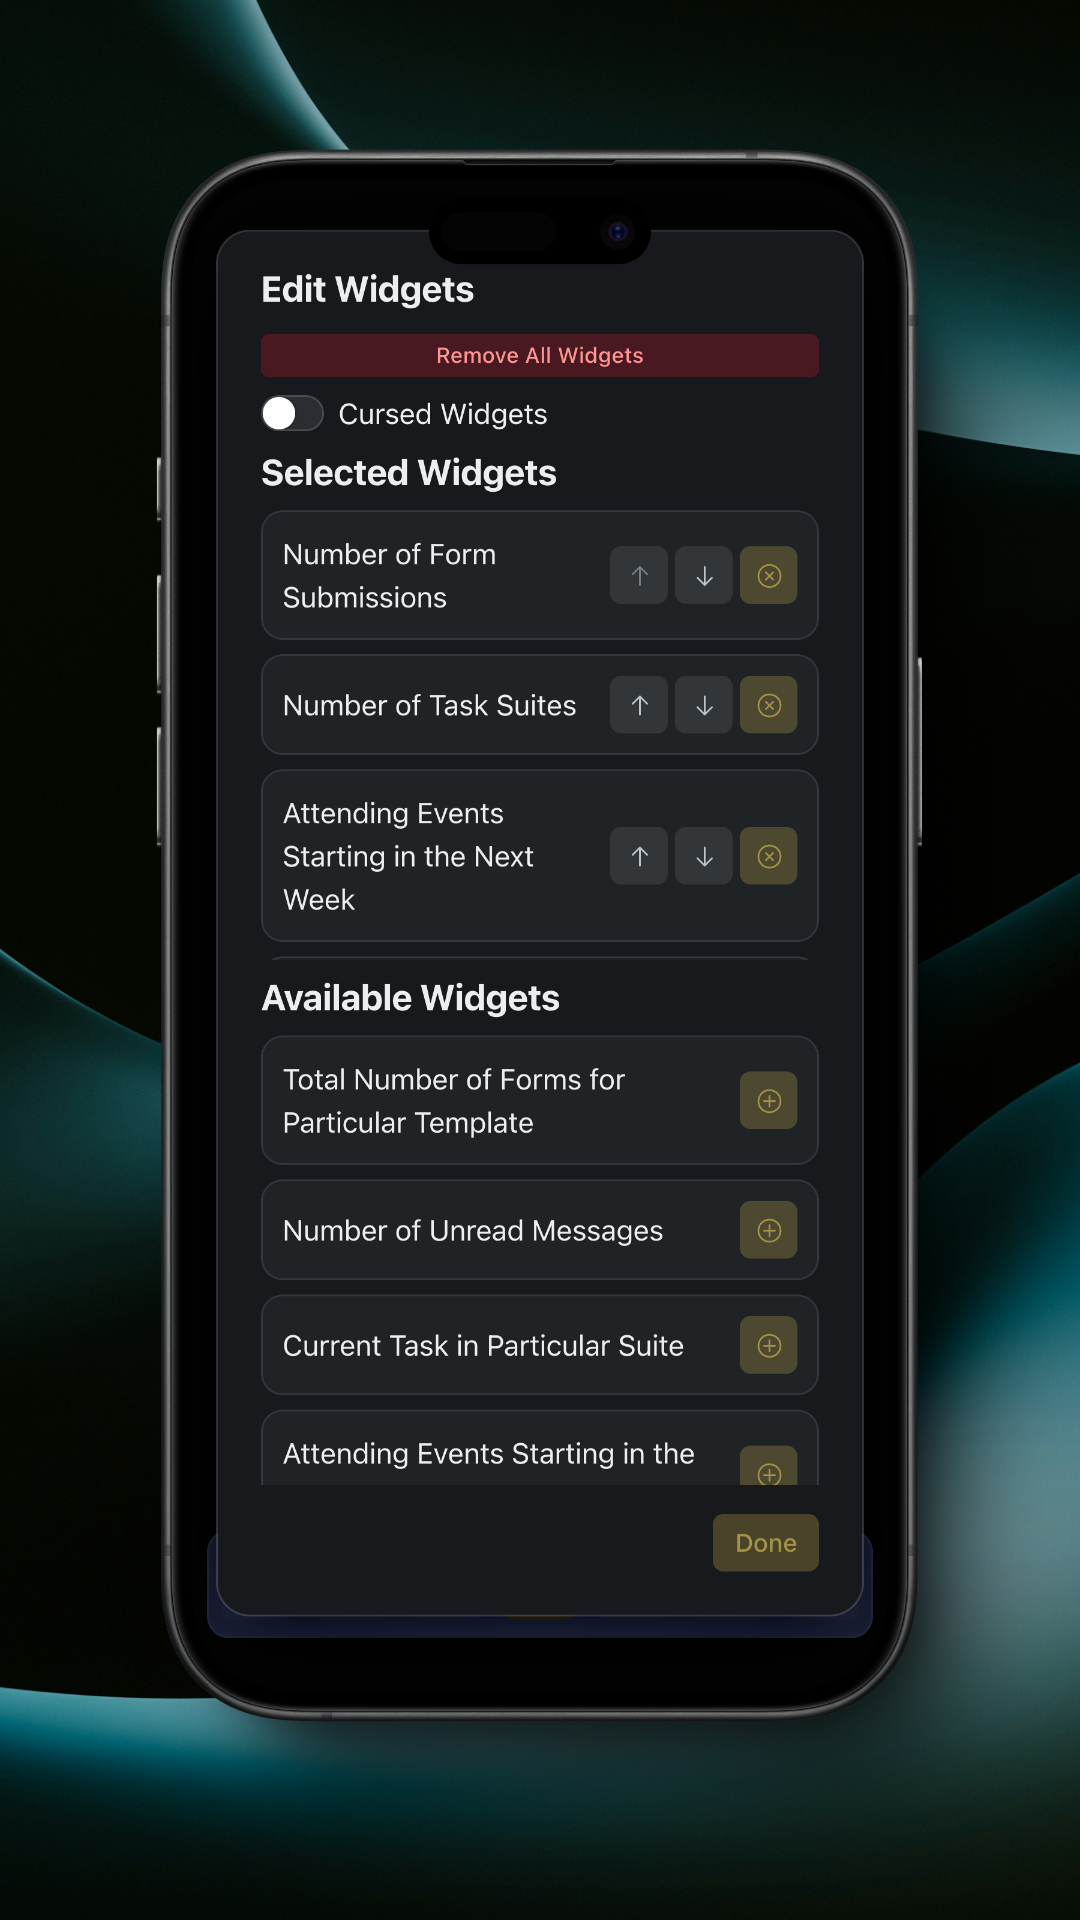 Edit Widgets
Remove All Widgets
Cursed Widgets
Selected Widgets
Number of Form
Submissions
Number of Task Suites
Attending Events
Starting in the Next
Week
Available Widgets
Total Number of Forms for
Particular Template
Number of Unread Messages
Current Task in Particular Suite
Attending Events Starting in the
Done